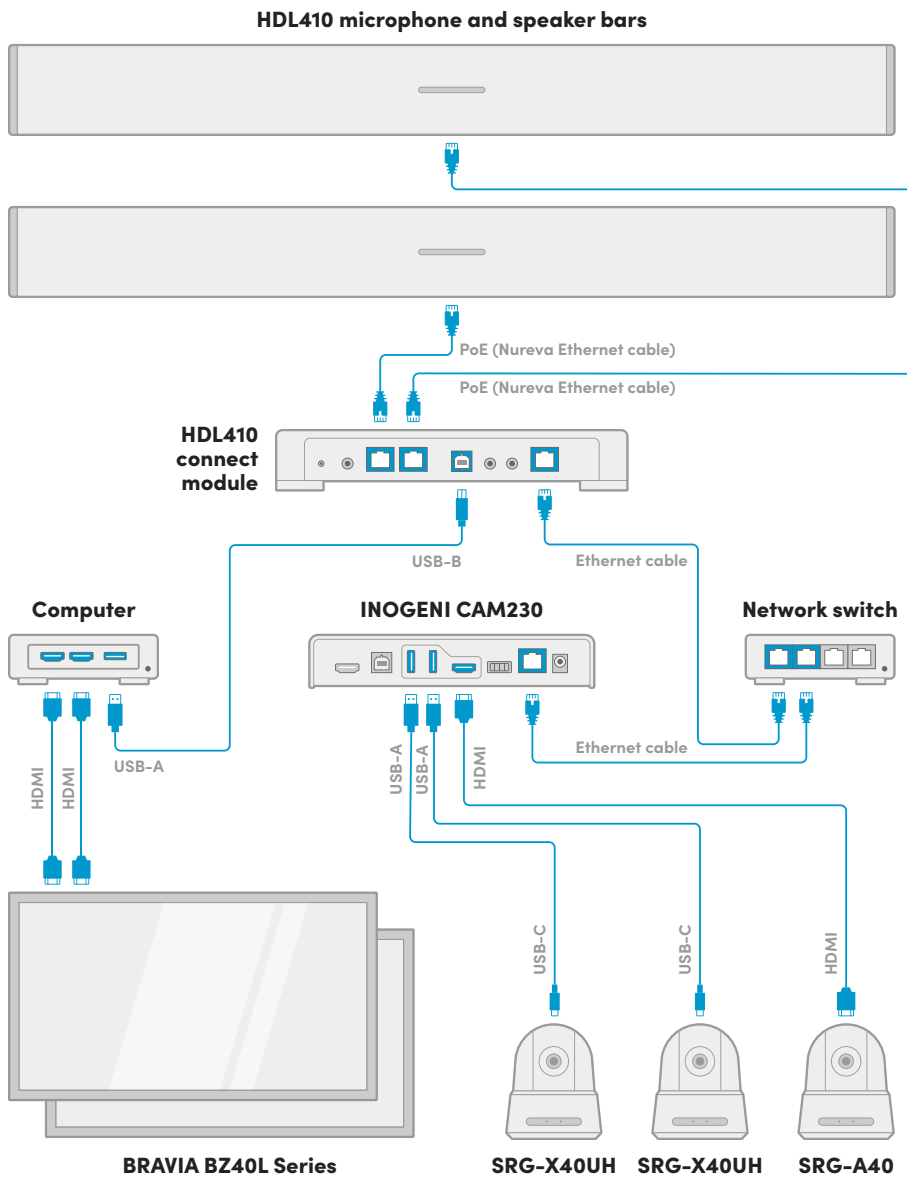 HDL410 microphone and speaker bars
PoE (Nureva Ethernet cable)
PoE (Nureva Ethernet cable)
HDL410
connect
module
USB-B
Ethernet cable
Computer
INOGENI CAM230
Network switch
USB-A
HDMI
HDMI
USB-A
USB-A
HDMI
Ethernet cable
USB-C
USB-C
HDMI
BRAVIA BZ40L Series
SRG-X40UH
SRG-X40UH
SRG-A40